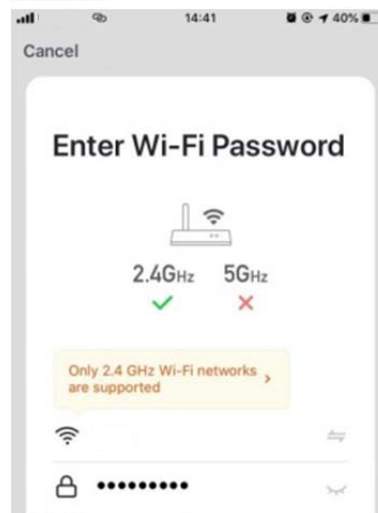 14:41
40%
Cancel
Enter Wi-Fi Password
2.4GHz 5GHz
Only 2.4 GHz Wi-Fi networks
are supported
•••••••••